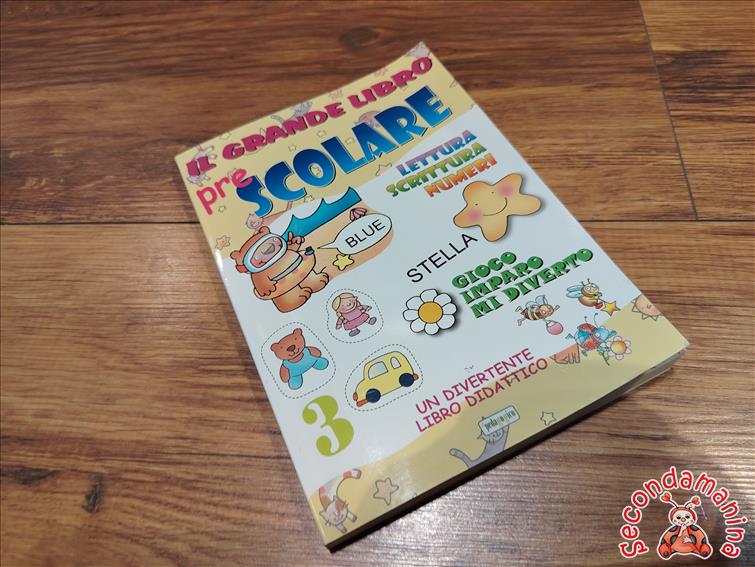 IL GRANDE LIBRO
pre SCOLARE
LETTURA
SCRITTURA
NUMERI
BLUE
STELLA
GIOCO
IMPARO
MI DIVERTO
3
UN DIVERTENTE
LIBRO DIDATTICO
pedagogico
Secondamanina